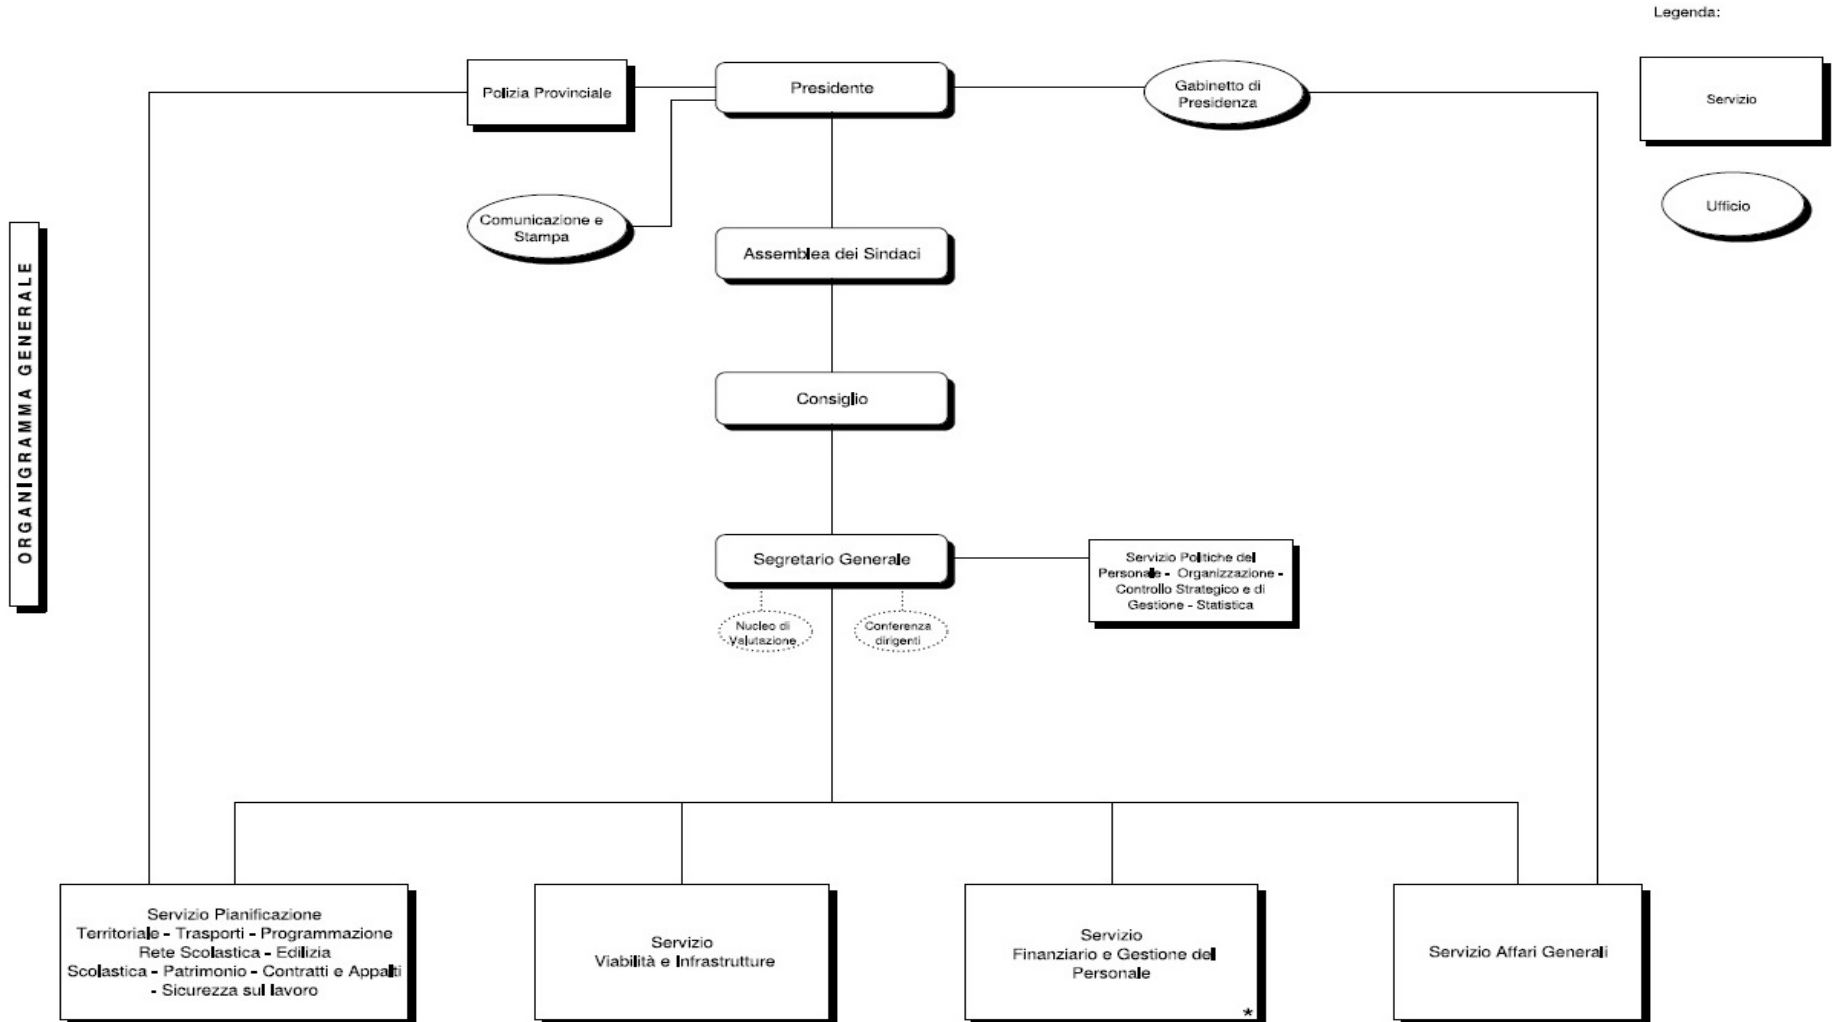 Legenda:
Polizia Provinciale
Presidente
Gabinetto di
Presidenza
Servizio
Comunicazione e
Stampa
Ufficio
Assemblea dei Sindaci
ORGANIGRAMMA GENERALE
Consiglio
Segretario Generale
Servizio Politiche del
Personale - Organizzazione -
Controllo Strategico e di
Gestione - Statistica
Nucleo di
Valutazione
Conferenza
dirigenti
Servizio Pianificazione
Territoriale - Trasporti - Programmazione
Rete Scolastica - Edilizia
Scolastica - Patrimonio - Contratti e Appalti
- Sicurezza sul lavoro
Servizio
Viabilità e Infrastrutture
Servizio
Finanziario e Gestione del
Personale
*
Servizio Affari Generali